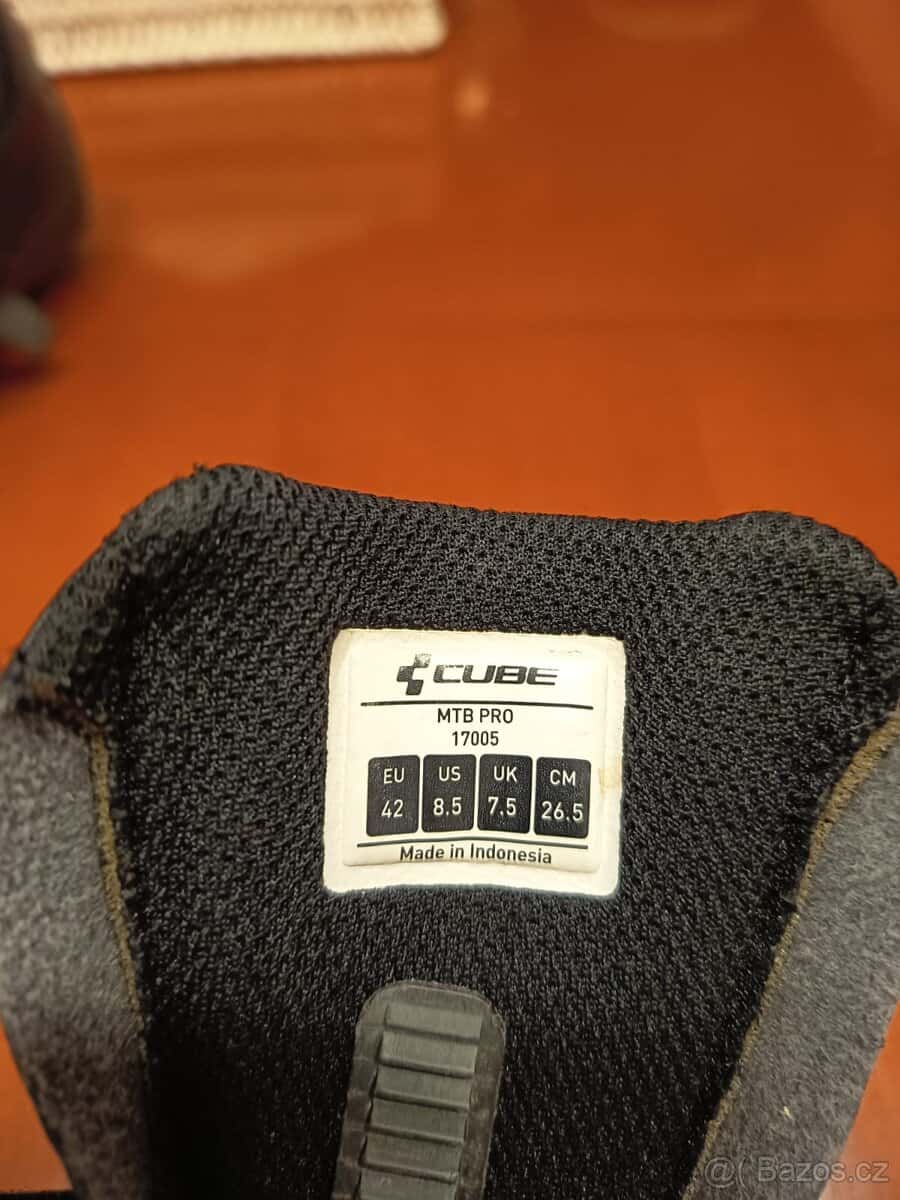 CUBE
MTB PRO
17005
EU US UK CM
42 8.5 7.5 26.5
Made in Indonesia
@( Bazos.cz